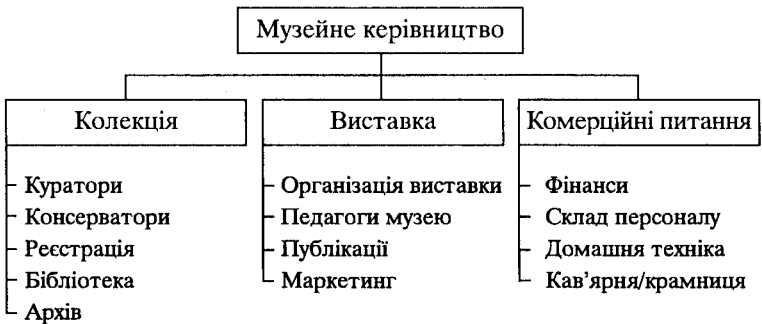 Музейне керівництво
Колекція
Куратори
Консерватори
Реєстрація
Бібліотека
Архів
Виставка
Організація виставки
Педагоги музею
Публікації
Маркетинг
Комерційні питання
Фінанси
Склад персоналу
Домашня техніка
Кав'ярня/крамниця